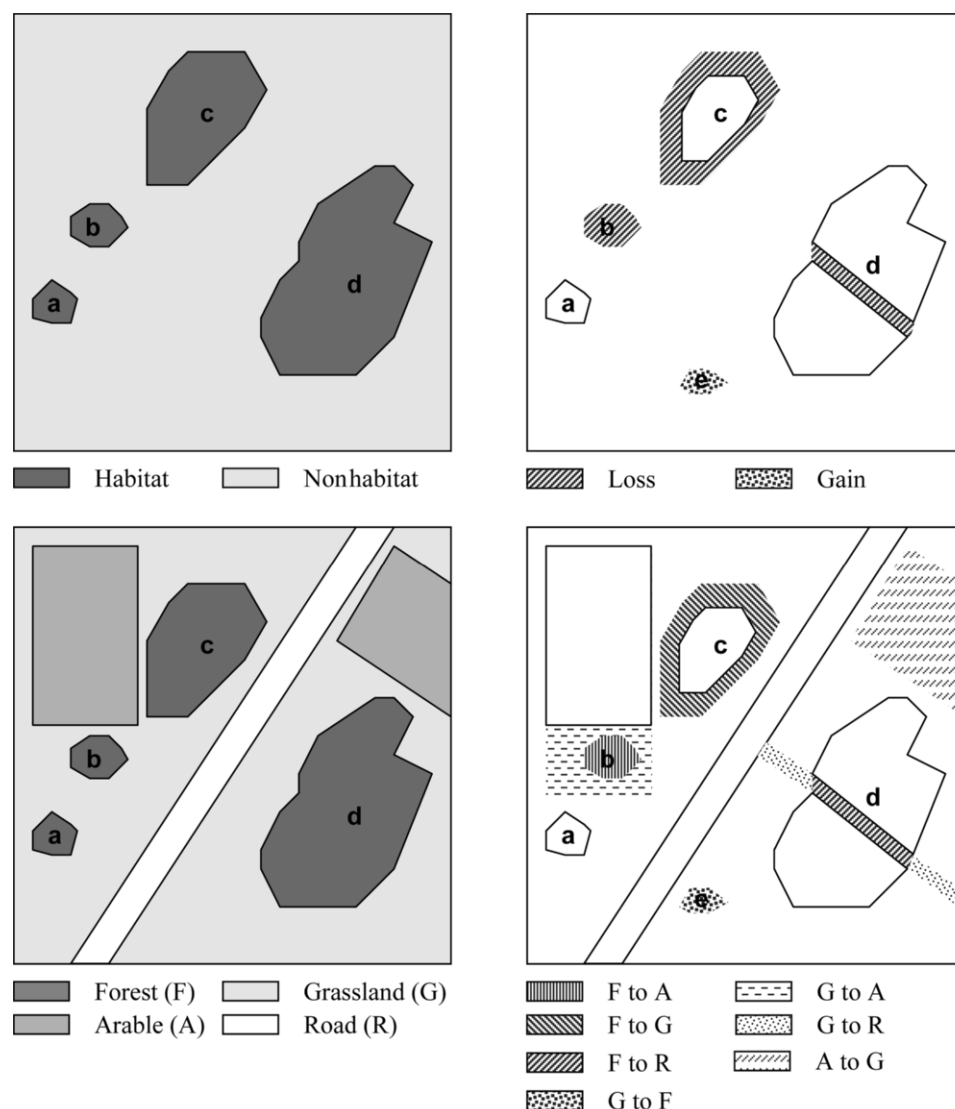 c
b
d
a
Habitat
Nonhabitat
c
b
d
a
e
Loss
Gain
c
b
d
a
Forest (F)
Grassland (G)
Arable (A)
Road (R)
c
b
d
a
e
F to A
G to A
F to G
G to R
F to R
A to G
G to F